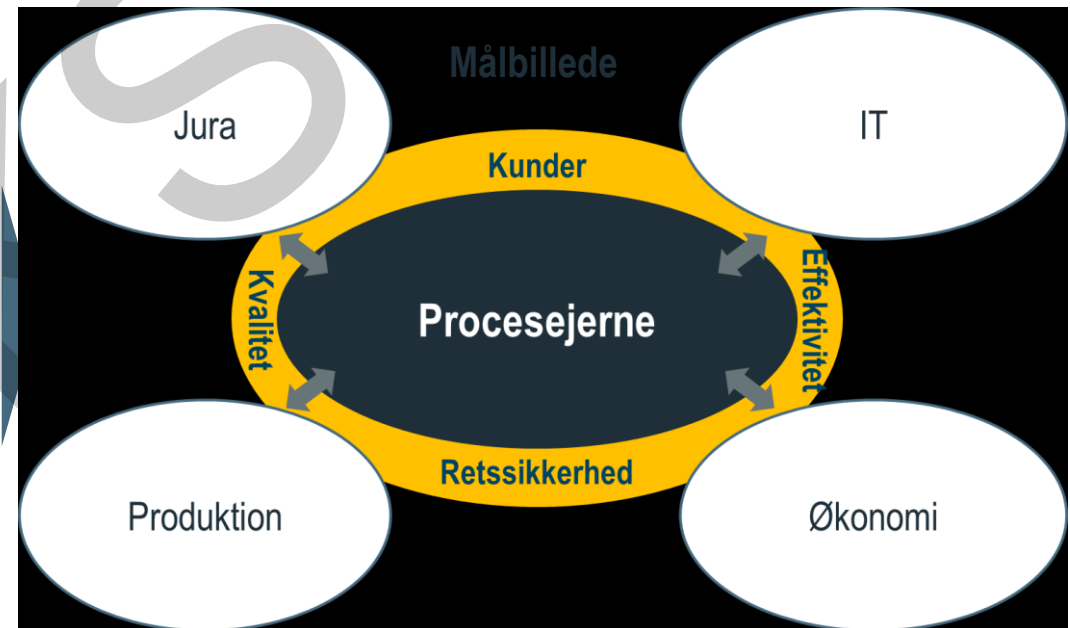 Målbillede
Jura
IT
Kunder
Kvalitet
Effektivitet
Procesejerne
Retssikkerhed
Produktion
Økonomi